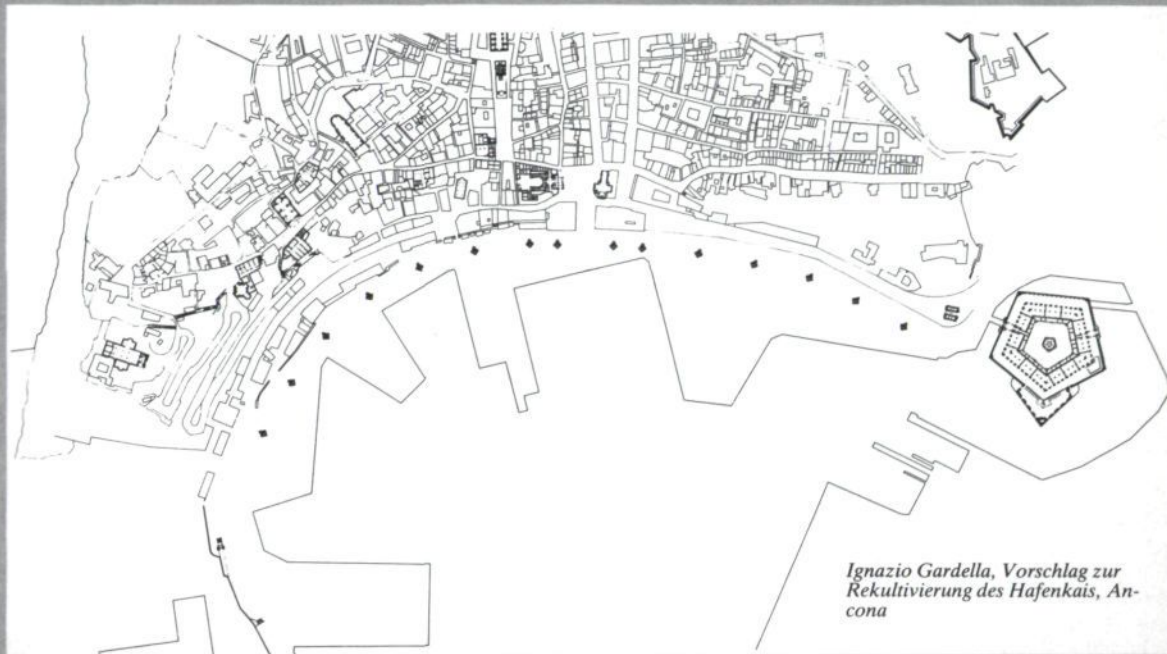 Ignazio Gardella, Vorschlag zur
Rekultivierung des Hafenkais, An-
cona